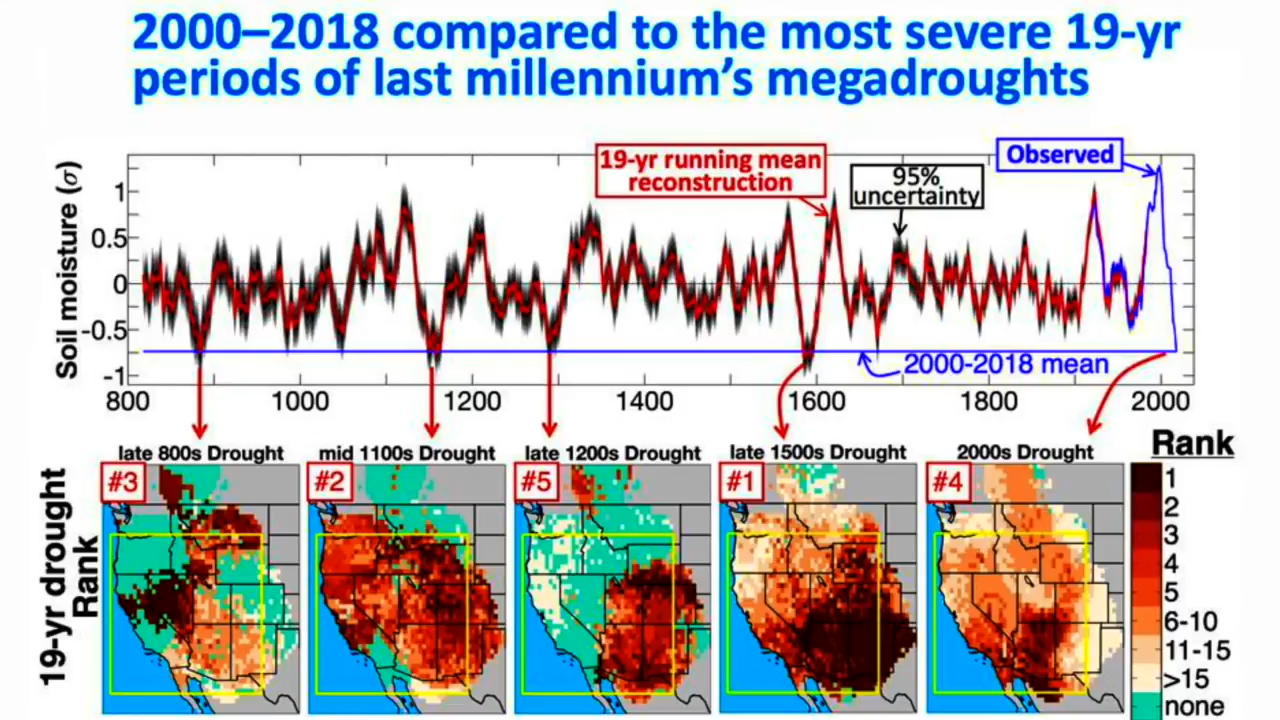 2000–2018 compared to the most severe 19-yr
periods of last millennium's megadroughts
Soil moisture (σ)
1
0.5
0
-0.5
-1
19-yr running mean
reconstruction
95%
uncertainty
Observed
2000-2018 mean
800
1000
1200
1400
1600
1800
2000
19-yr drought
Rank
late 800s Drought
#3
mid 1100s Drought
#2
late 1200s Drought
#5
late 1500s Drought
#1
2000s Drought
#4
Rank
1
2
3
4
5
6-10
11-15
>15
none